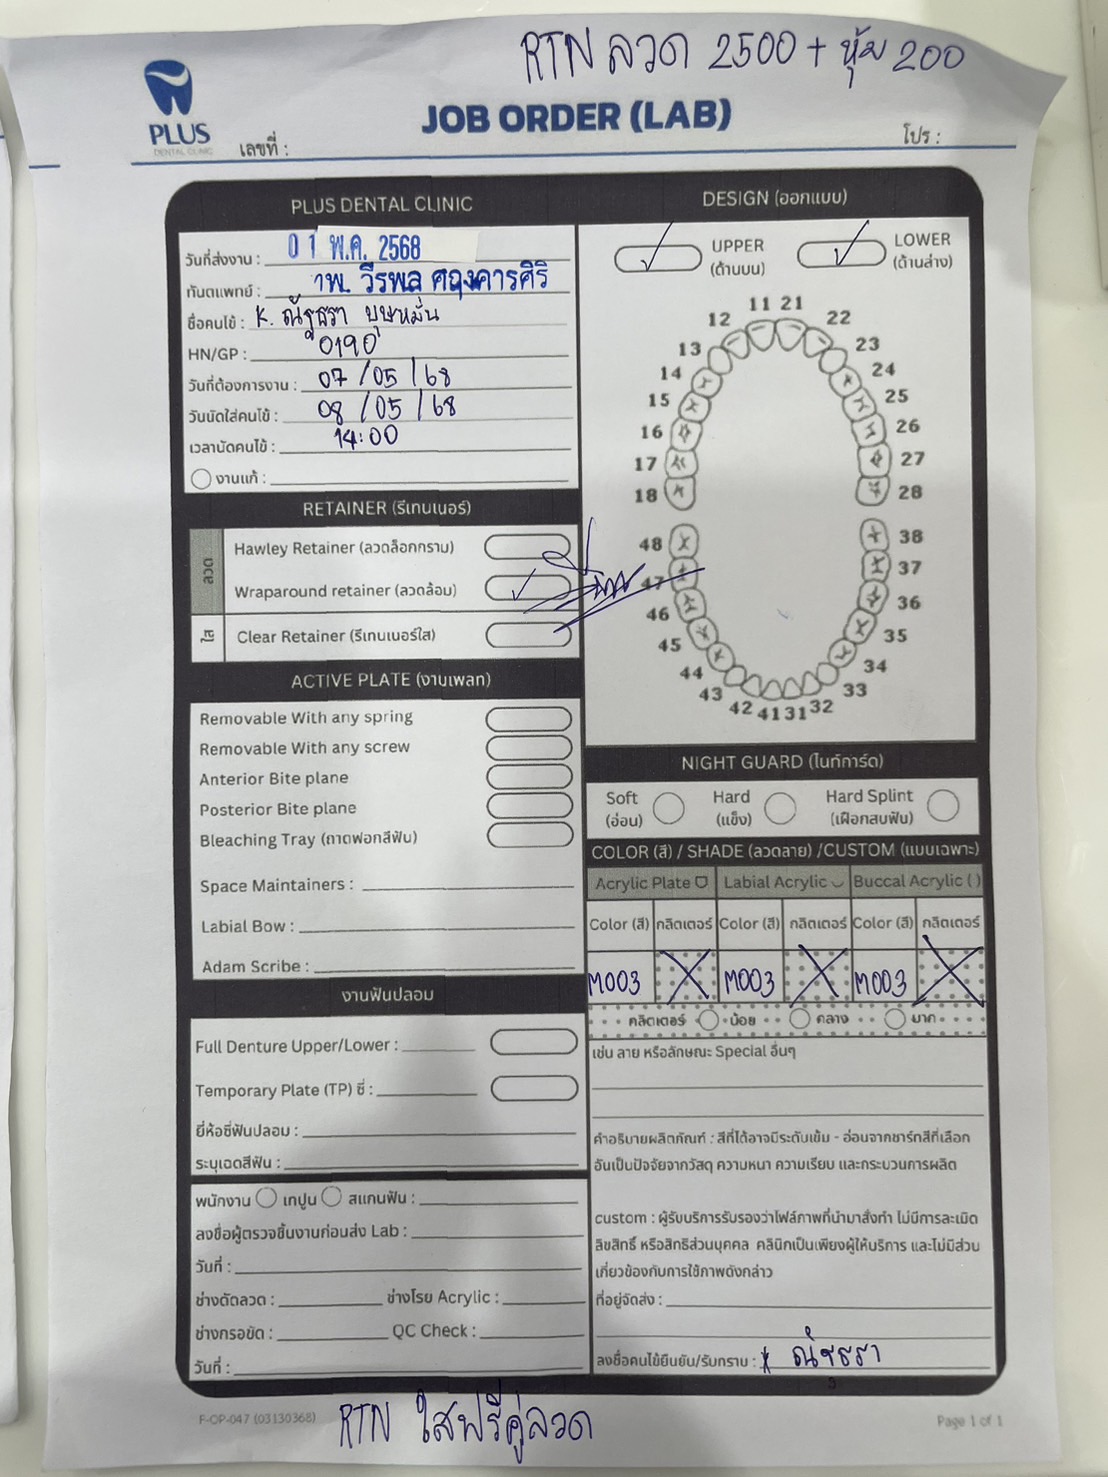 RTN ลวด 2500 + หุ้ม 200
PLUS
DENTAL CLINIC
JOB ORDER (LAB)
เลขที่ :
โปร :
PLUS DENTAL CLINIC
วันที่ส่งงาน : 01 พ.ค. 2568
ทันตแพทย์ : ทพ. วีรพล ศฤงคารศิริ
ชื่อคนไข้ : K. ณัฐธรา บุษหมั่น
HN/GP : 0190
วันที่ต้องการงาน : 07/05/68
วันนัดใส่คนไข้ : 08/05/68
เวลานัดคนไข้ : 14:00
งานแก้ :
RETAINER (รีเทนเนอร์)
ลวด
Hawley Retainer (ลวดล็อกกราม)
Wraparound retainer (ลวดล้อม)
ใส
Clear Retainer (รีเทนเนอร์ใส)
ACTIVE PLATE (งานเพลท)
Removable With any spring
Removable With any screw
Anterior Bite plane
Posterior Bite plane
Bleaching Tray (ถาดฟอกสีฟัน)
Space Maintainers :
Labial Bow :
Adam Scribe :
งานฟันปลอม
Full Denture Upper/Lower :
Temporary Plate (TP) ซี่ :
ยี่ห้อซี่ฟันปลอม :
ระบุเฉดสีฟัน :
พนักงาน เทปูน สแกนฟัน :
ลงชื่อผู้ตรวจชิ้นงานก่อนส่ง Lab :
วันที่ :
ช่างดัดลวด : ช่างโรย Acrylic :
ช่างกรอขัด : QC Check :
วันที่ :
DESIGN (ออกแบบ)
UPPER
(ด้านบน)
LOWER
(ด้านล่าง)
11 21
12 22
13 23
14 24
15 25
16 26
17 27
18 28
48 38
47 37
46 36
45 35
44 34
43 33
42 41 31 32
NIGHT GUARD (ไนท์การ์ด)
Soft
(อ่อน)
Hard
(แข็ง)
Hard Splint
(เฝือกสบฟัน)
COLOR (สี) / SHADE (ลวดลาย) /CUSTOM (แบบเฉพาะ)
Acrylic Plate Labial Acrylic Buccal Acrylic ( )
Color (สี) กลิตเตอร์ Color (สี) กลิตเตอร์ Color (สี) กลิตเตอร์
M003 M003 M003
กลิตเตอร์ น้อย กลาง มาก
เช่น ลาย หรือลักษณะ Special อื่นๆ
คำอธิบายผลิตภัณฑ์ : สีที่ได้อาจมีระดับเข้ม - อ่อนจากชาร์ทสีที่เลือก
อันเป็นปัจจัยจากวัสดุ ความหนา ความเรียบ และกระบวนการผลิต
custom : ผู้รับบริการรับรองว่าไฟล์ภาพที่นำมาสั่งทำ ไม่มีการละเมิด
ลิขสิทธิ์ หรือสิทธิส่วนบุคคล คลินิกเป็นเพียงผู้ให้บริการ และไม่มีส่วน
เกี่ยวข้องกับการใช้ภาพดังกล่าว
ที่อยู่จัดส่ง :
ลงชื่อคนไข้ยืนยัน/รับทราบ : ณัฐธรา
F-OP-047 (03130368)
RTN ใสฟรีคู่ลวด
Page 1 of 1